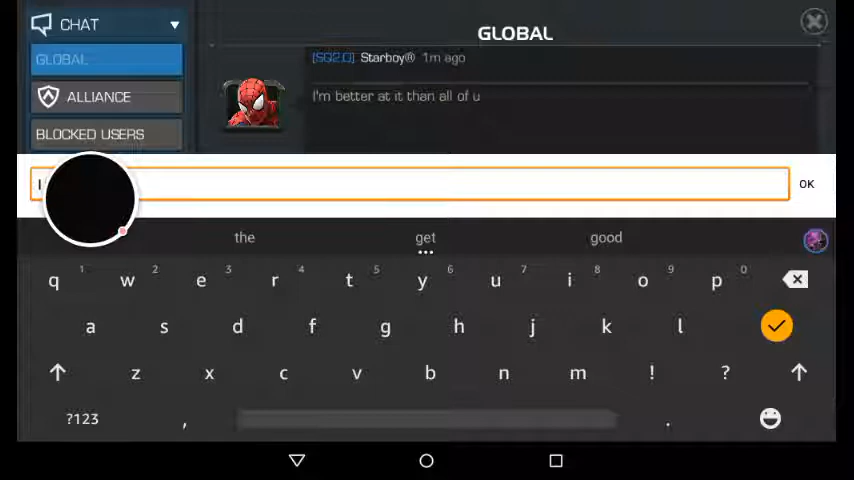 CHAT
GLOBAL
GLOBAL
ALLIANCE
BLOCKED USERS
[SG2.0] Starboy® 1m ago
I'm better at it than all of u
I
OK
the get good
q 1 w 2 e 3 r 4 t 5 y 6 u 7 i 8 o 9 p 0
a s d f g h j k l
z x c v b n m ! ?
?123 , .